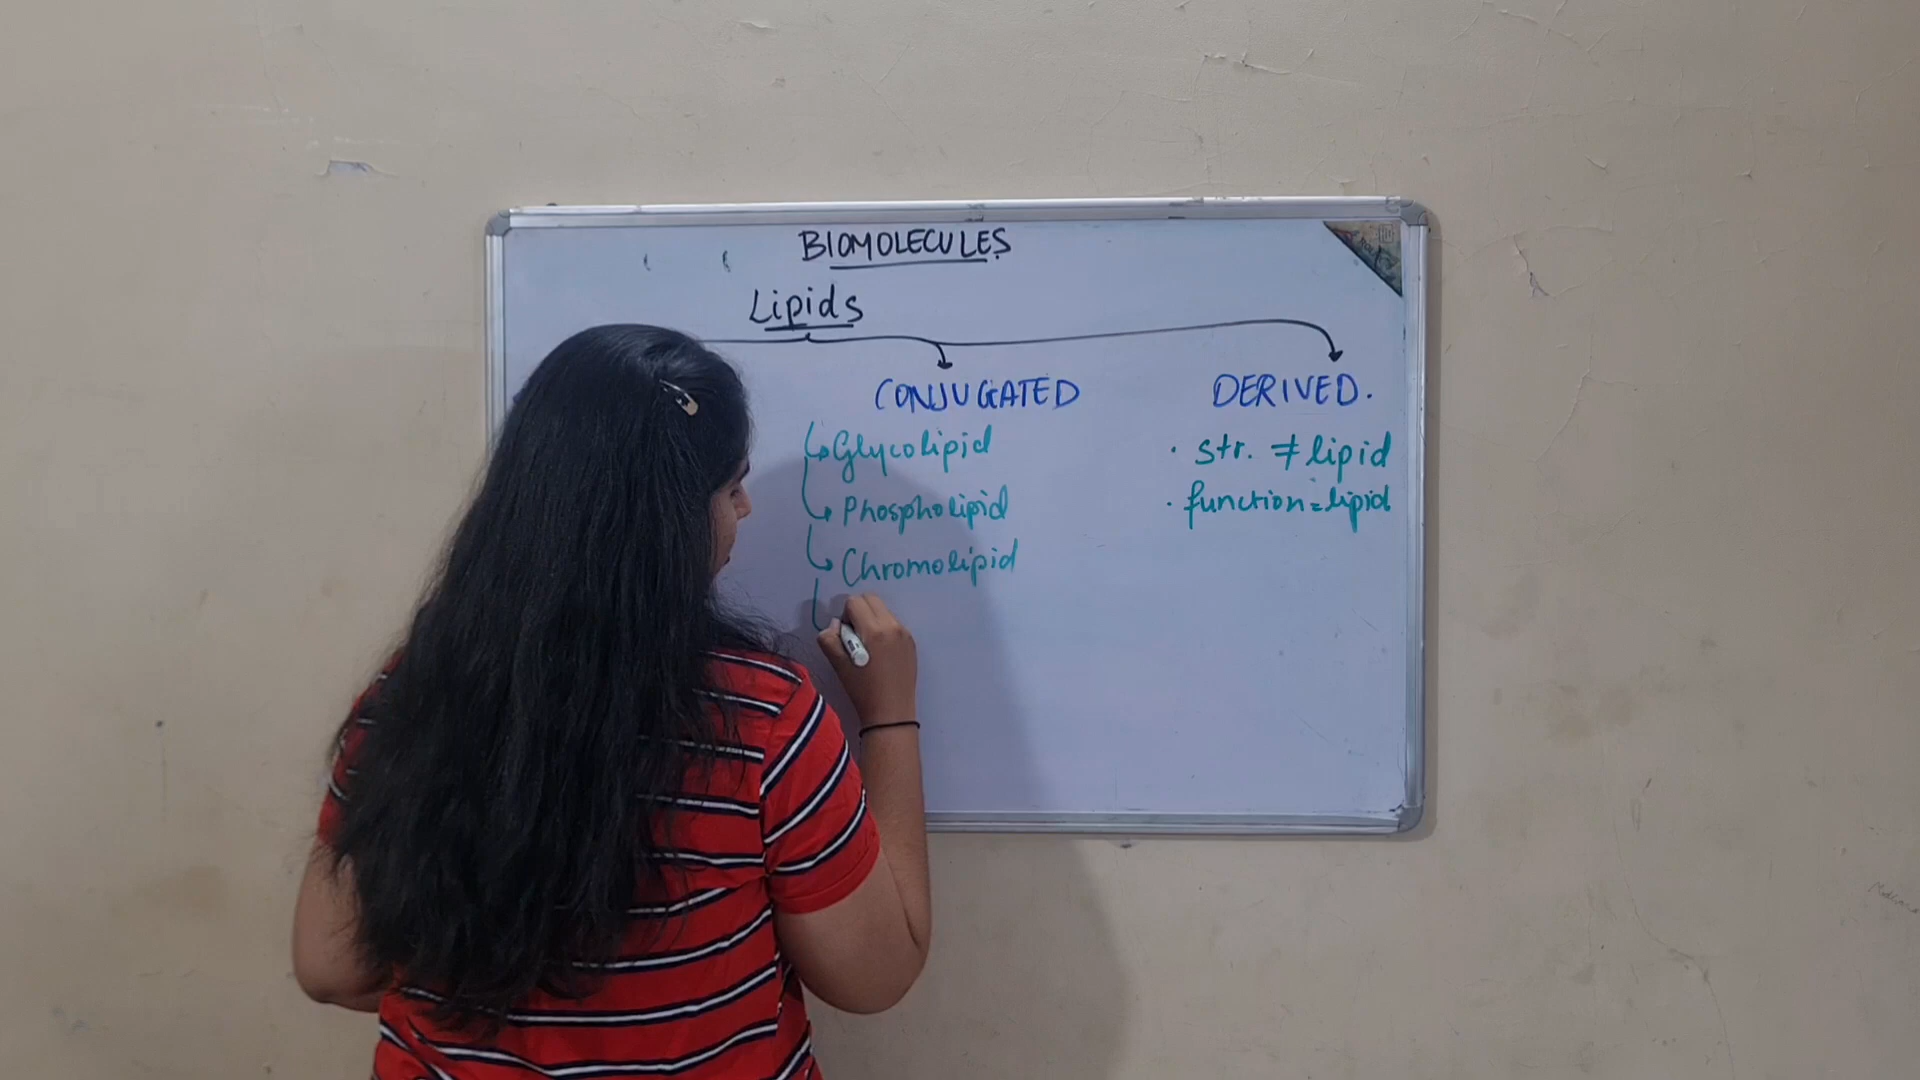 BIOMOLECULES
Lipids
CONJUGATED
DERIVED.
Glycolipid
Phospholipid
Chromolipid
· str. ≠ lipid
· function = lipid